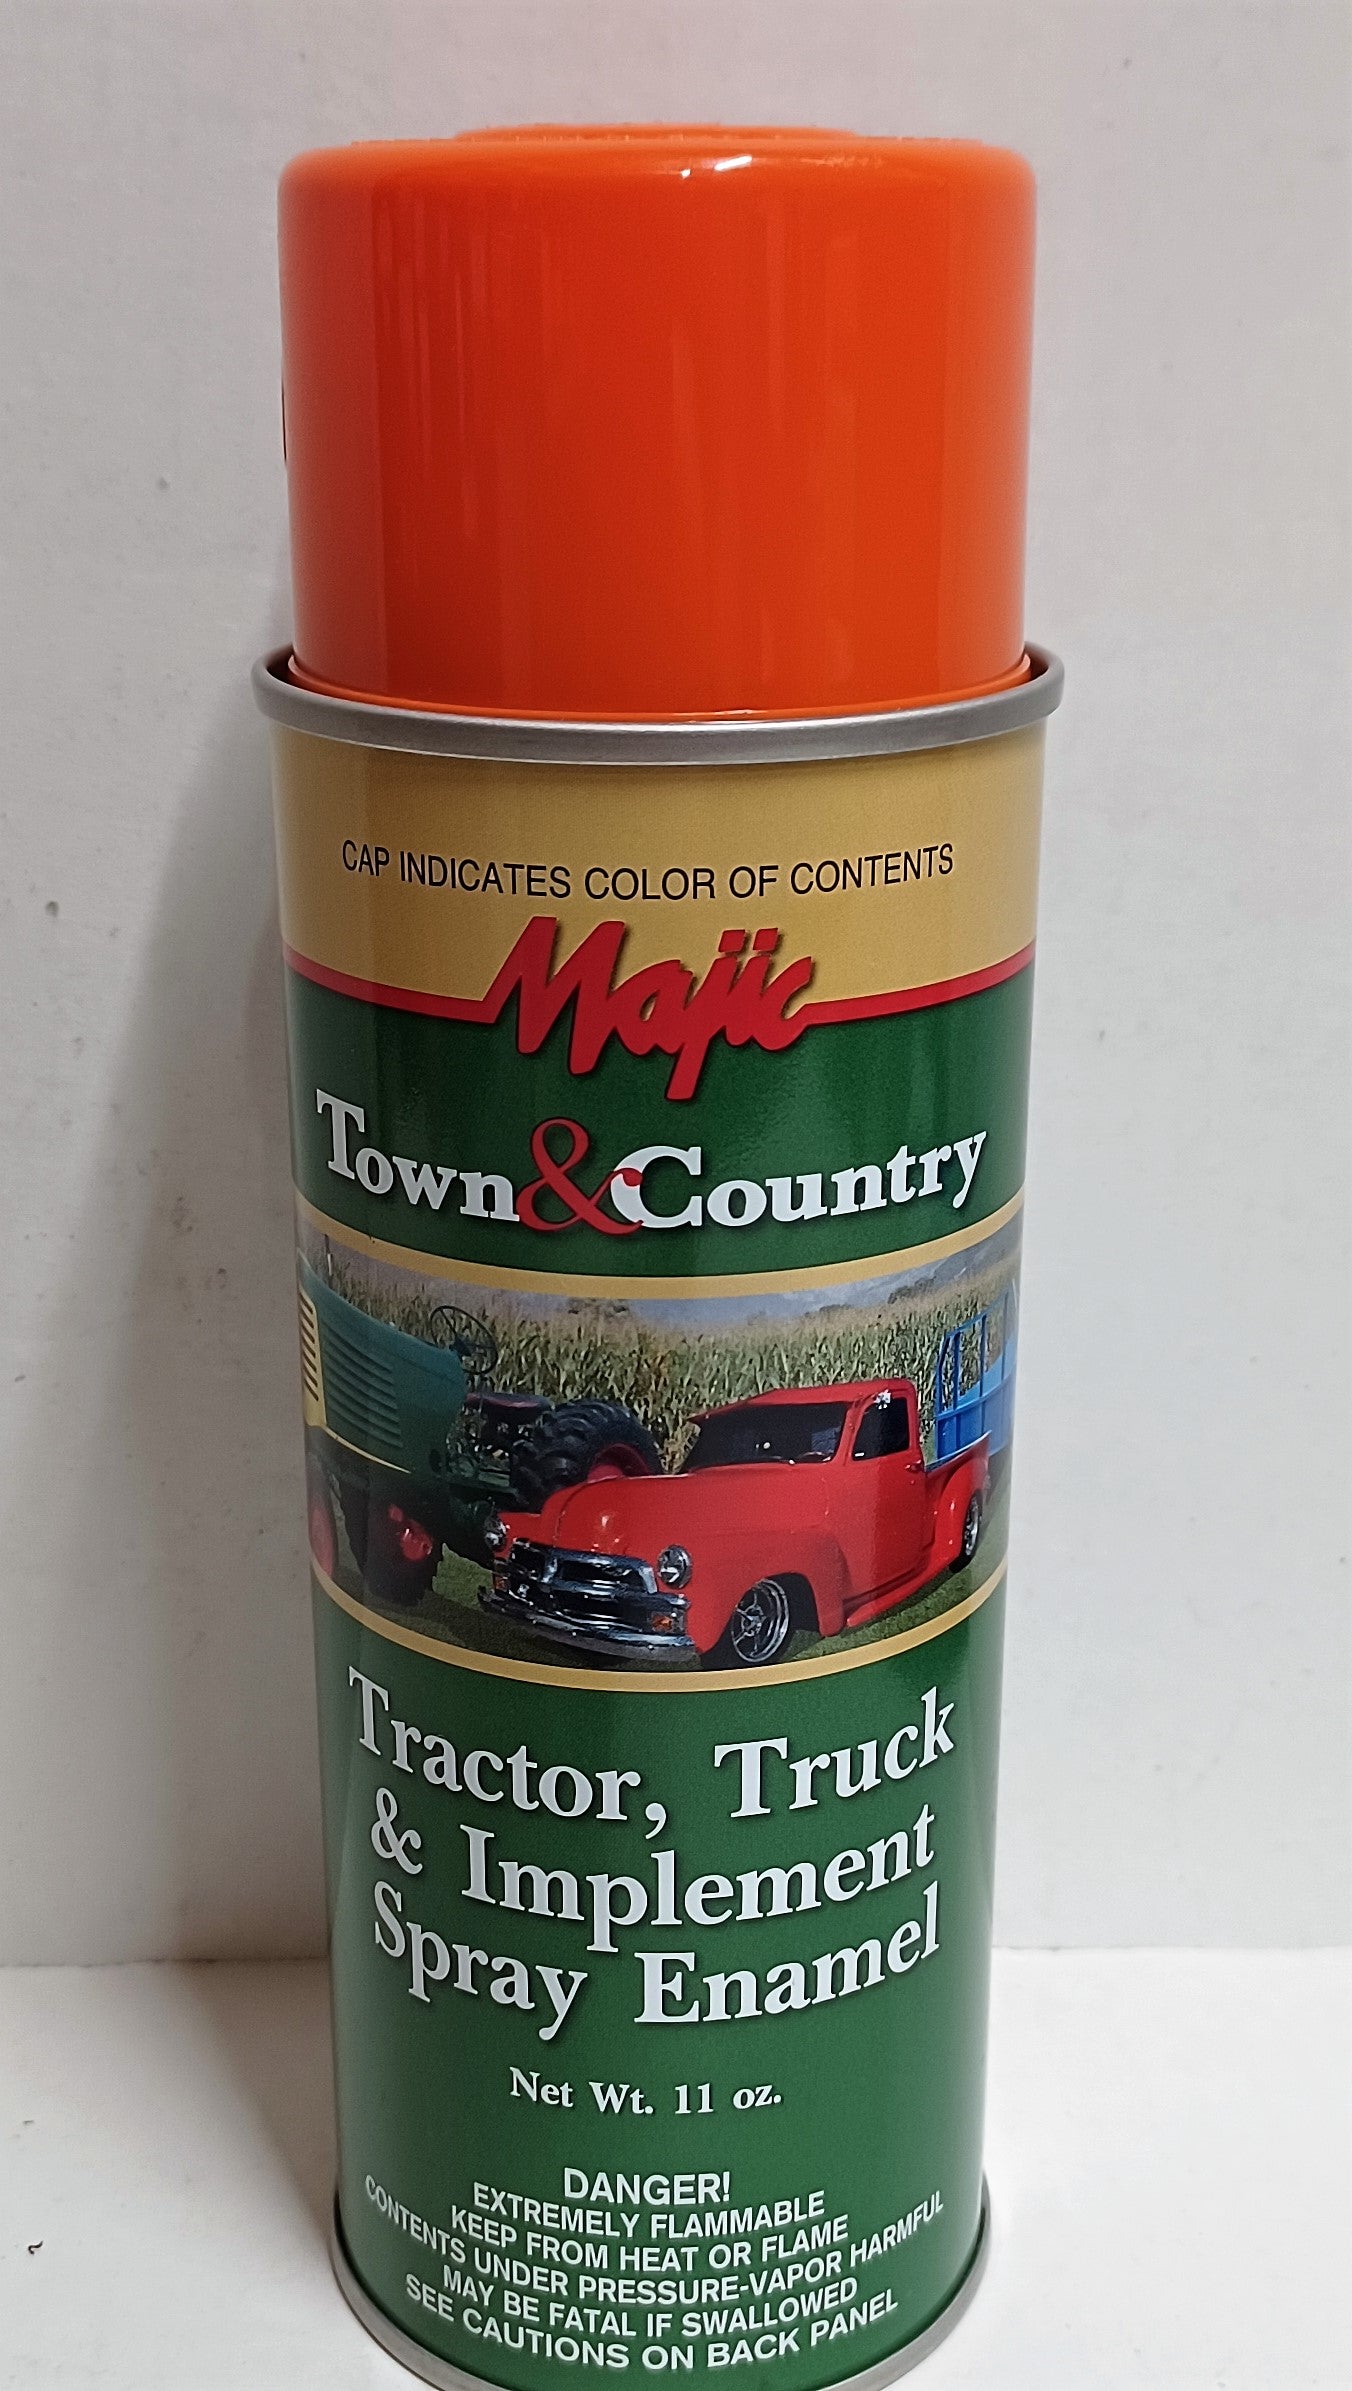 CAP INDICATES COLOR OF CONTENTS
Majic
Town & Country
Tractor, Truck
& Implement
Spray Enamel
Net Wt. 11 oz.
DANGER!
EXTREMELY FLAMMABLE
KEEP FROM HEAT OR FLAME
CONTENTS UNDER PRESSURE-VAPOR HARMFUL
MAY BE FATAL IF SWALLOWED
SEE CAUTIONS ON BACK PANEL